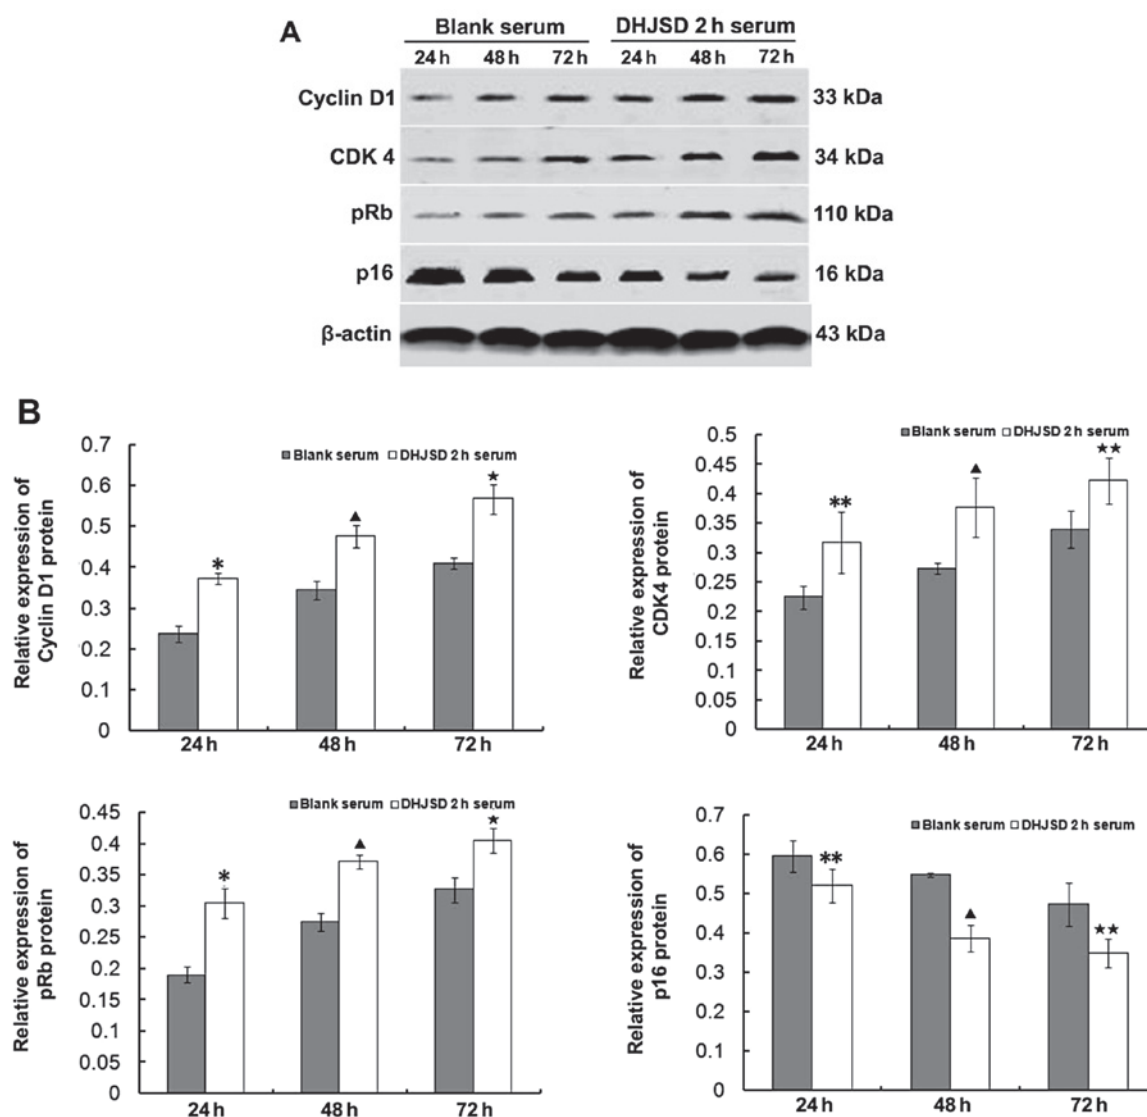 A
Blank serum DHJSD 2 h serum
24 h 48 h 72 h 24 h 48 h 72 h
Cyclin D1 33 kDa
CDK 4 34 kDa
pRb 110 kDa
p16 16 kDa
β-actin 43 kDa
B
Relative expression of
Cyclin D1 protein
Blank serum DHJSD 2 h serum
0.7
0.6
0.5
0.4
0.3
0.2
0.1
0
* ▲ ★
24 h 48 h 72 h
Relative expression of
CDK4 protein
Blank serum DHJSD 2 h serum
0.5
0.45
0.4
0.35
0.3
0.25
0.2
0.15
0.1
0.05
0
** ▲ ★★
24 h 48 h 72 h
Relative expression of
pRb protein
Blank serum DHJSD 2 h serum
0.45
0.4
0.35
0.3
0.25
0.2
0.15
0.1
0.05
0
* ▲ ★
24 h 48 h 72 h
Relative expression of
p16 protein
Blank serum DHJSD 2 h serum
0.7
0.6
0.5
0.4
0.3
0.2
0.1
0
** ▲ ★★
24 h 48 h 72 h